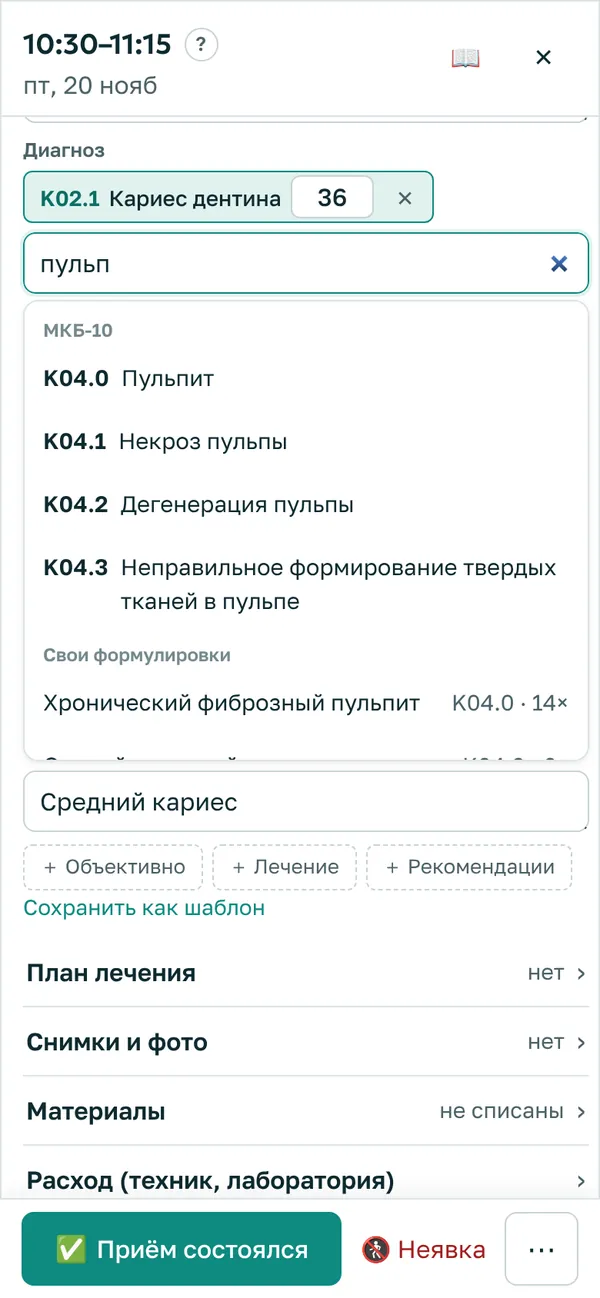 10:30–11:15 ?
пт, 20 нояб
Диагноз
K02.1 Кариес дентина 36 ×
пульп
МКБ-10
K04.0 Пульпит
K04.1 Некроз пульпы
K04.2 Дегенерация пульпы
K04.3 Неправильное формирование твердых
тканей в пульпе
Свои формулировки
Хронический фиброзный пульпит K04.0 · 14×
Средний кариес
+ Объективно + Лечение + Рекомендации
Сохранить как шаблон
План лечения нет ›
Снимки и фото нет ›
Материалы не списаны ›
Расход (техник, лаборатория) ›
✅ Приём состоялся 🚷 Неявка ⋯